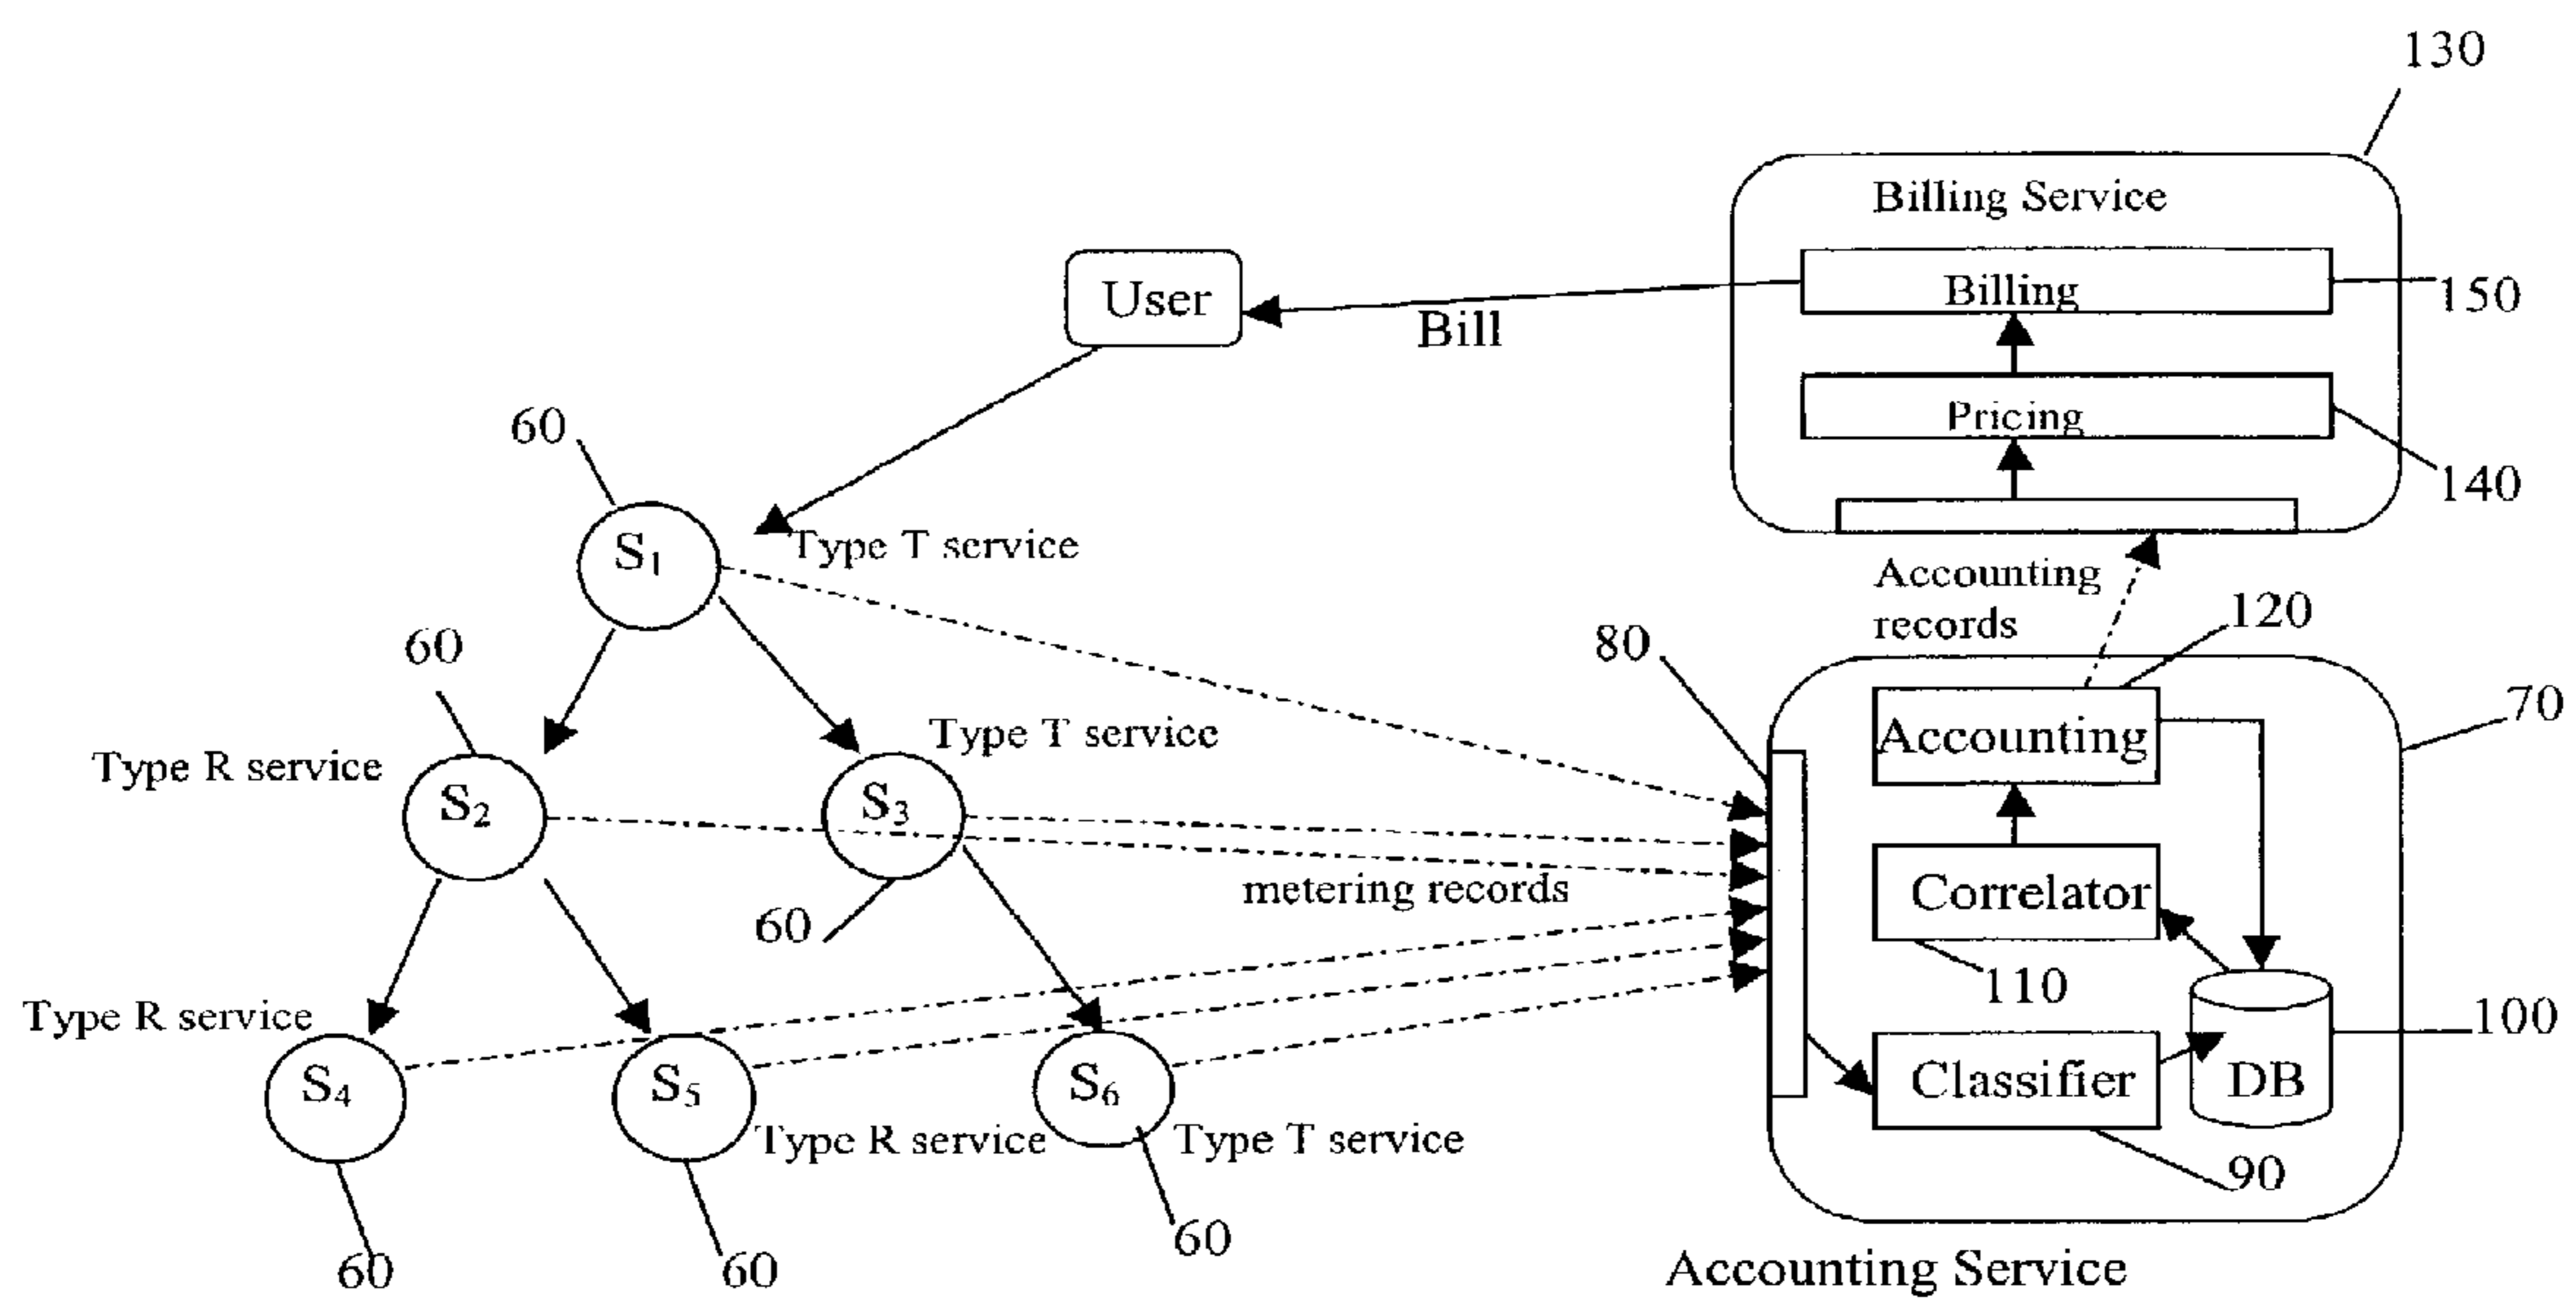 130
Billing Service
User
Billing
150
Bill
Pricing
140
60
S1
Type T service
Accounting
records
120
80
60
70
Type T service
Type R service
S2
S3
Accounting
metering records
Correlator
60
110
Type R service
100
S4
S5
S6
Classifier
DB
Type R service
Type T service
90
60
60
60
Accounting Service